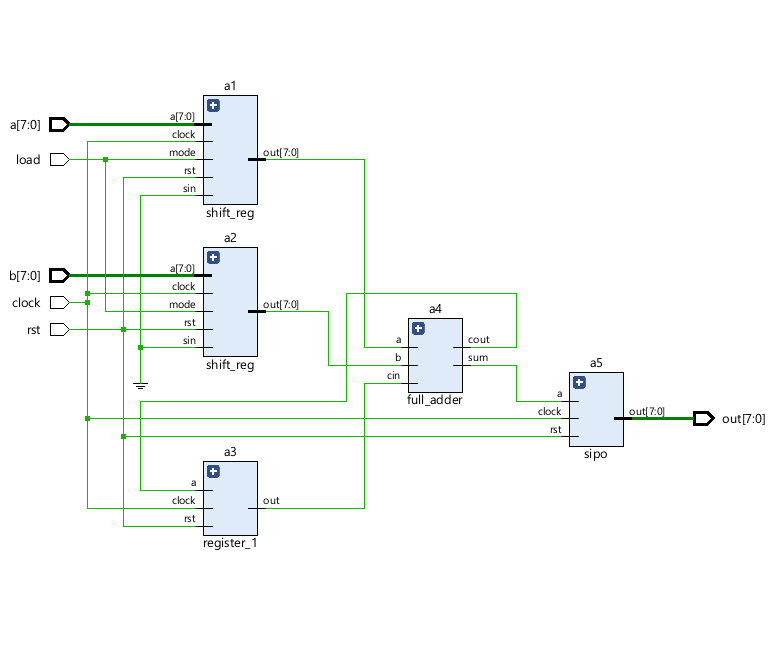 a1
a[7:0]
a[7:0]
clock
load
mode
out[7:0]
rst
sin
shift_reg
a2
b[7:0]
a[7:0]
clock
clock
mode
out[7:0]
rst
rst
sin
shift_reg
a4
a
cout
b
sum
cin
full_adder
a5
a
clock
out[7:0]
out[7:0]
rst
sipo
a3
a
clock
out
rst
register_1